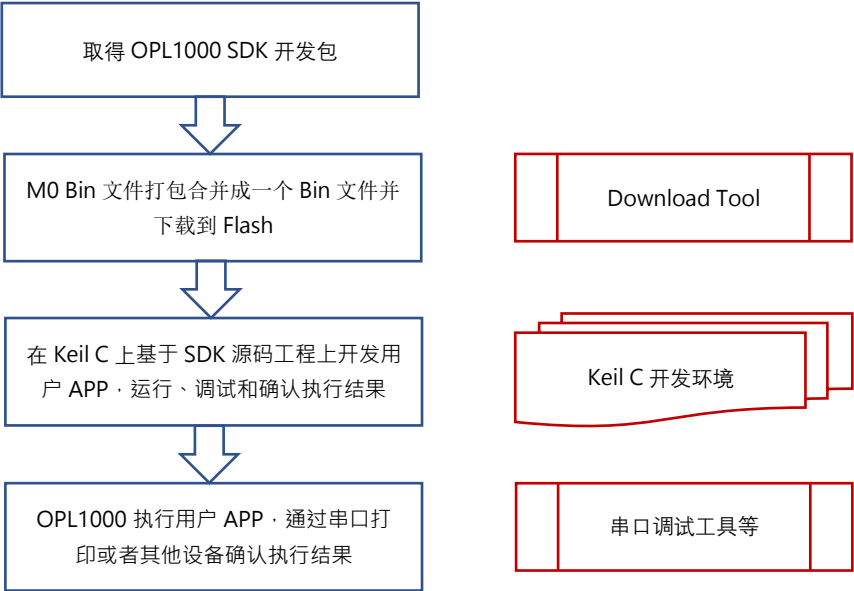 取得 OPL1000 SDK 开发包
M0 Bin 文件打包合并成一个 Bin 文件并
下载到 Flash
Download Tool
在 Keil C 上基于 SDK 源码工程上开发用
户 APP，运行、调试和确认执行结果
Keil C 开发环境
OPL1000 执行用户 APP，通过串口打
印或者其他设备确认执行结果
串口调试工具等